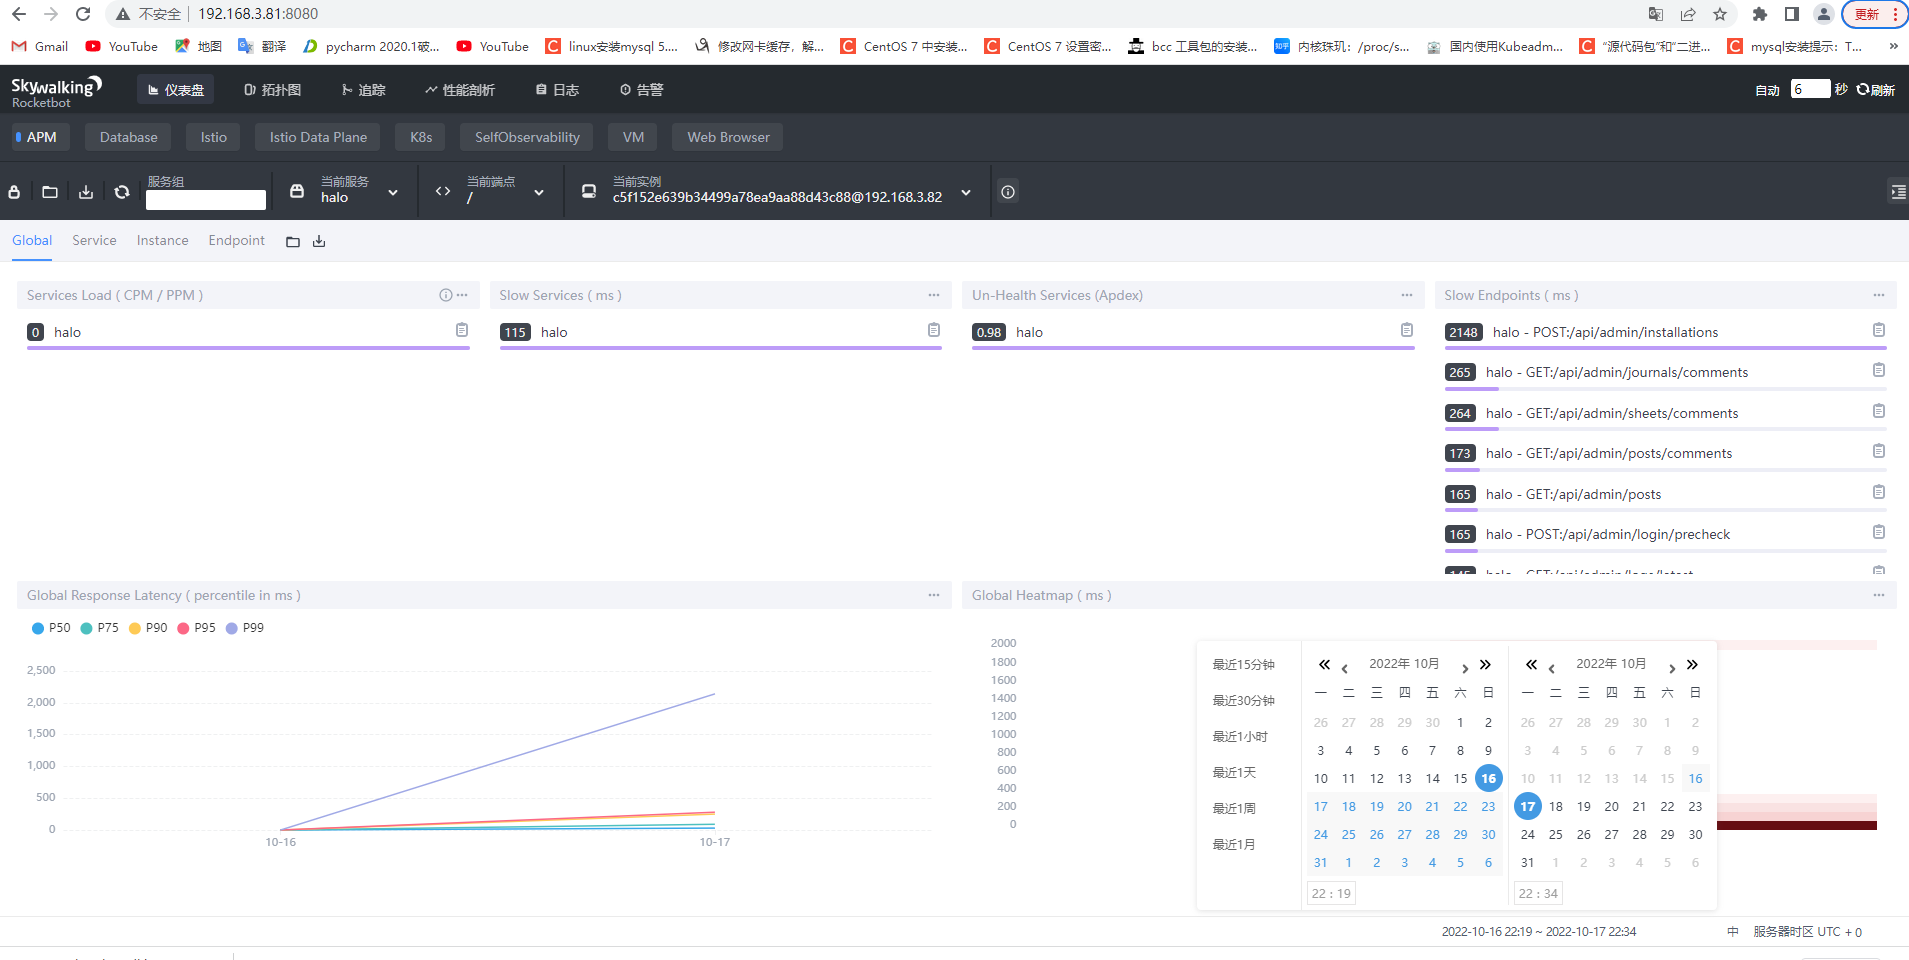 不安全 192.168.3.81:8080 更新
Gmail YouTube 地图 翻译 pycharm 2020.1破... YouTube linux安装mysql 5.... 修改网卡缓存，解... CentOS 7 中安装... CentOS 7 设置密... bcc 工具包的安装... 内核珠玑：/proc/s... 国内使用Kubeadm... “源代码包”和“二进... mysql安装提示：T... »
Skywalking
Rocketbot
仪表盘 拓扑图 追踪 性能剖析 日志 告警 自动 6 秒 刷新
APM Database Istio Istio Data Plane K8s SelfObservability VM Web Browser
服务组 当前服务 当前端点 当前实例
halo / c5f152e639b34499a78ea9aa88d43c88@192.168.3.82
Global Service Instance Endpoint
Services Load ( CPM / PPM ) Slow Services ( ms ) Un-Health Services (Apdex) Slow Endpoints ( ms )
0 halo 115 halo 0.98 halo 2148 halo - POST:/api/admin/installations
265 halo - GET:/api/admin/journals/comments
264 halo - GET:/api/admin/sheets/comments
173 halo - GET:/api/admin/posts/comments
165 halo - GET:/api/admin/posts
165 halo - POST:/api/admin/login/precheck
Global Response Latency ( percentile in ms ) Global Heatmap ( ms )
P50 P75 P90 P95 P99
2,500
2,000
1,500
1,000
500
0
10-16 10-17
2000
1800
1600
1400
1200
1000
800
600
400
200
0
最近15分钟
最近30分钟
最近1小时
最近1天
最近1周
最近1月
2022年 10月
一 二 三 四 五 六 日
26 27 28 29 30 1 2
3 4 5 6 7 8 9
10 11 12 13 14 15 16
17 18 19 20 21 22 23
24 25 26 27 28 29 30
31 1 2 3 4 5 6
22 : 19
2022年 10月
一 二 三 四 五 六 日
26 27 28 29 30 1 2
3 4 5 6 7 8 9
10 11 12 13 14 15 16
17 18 19 20 21 22 23
24 25 26 27 28 29 30
31 1 2 3 4 5 6
22 : 34
2022-10-16 22:19 ~ 2022-10-17 22:34 中 服务器时区 UTC + 0